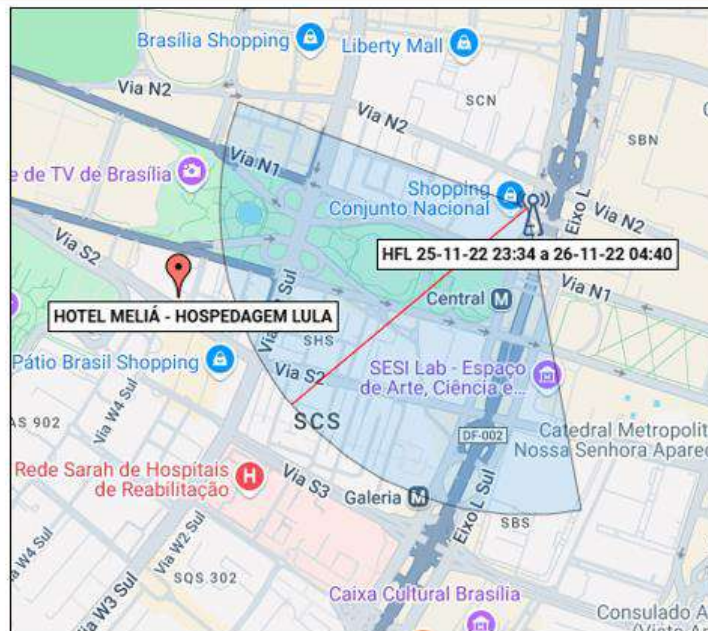 Brasília Shopping
Liberty Mall
Via N2
SCN
Via N2
SBN
e de TV de Brasília
Via N1
Shopping
Conjunto Nacional
Eixo L
Via N2
Via S2
HFL 25-11-22 23:34 a 26-11-22 04:40
Central
Via N1
HOTEL MELIÁ - HOSPEDAGEM LULA
Sul
SHS
Pátio Brasil Shopping
Via S2
SESI Lab - Espaço
de Arte, Ciência e...
Via W4 Sul
AS 902
SCS
DF-002
Catedral Metropolit
Nossa Senhora Aparec
Rede Sarah de Hospitais
de Reabilitação
Via S3
Galeria
Eixo L Sul
SBS
W4 Sul
Via W2 Sul
SQS 302
Via W3 Sul
Caixa Cultural Brasília
Consulado A